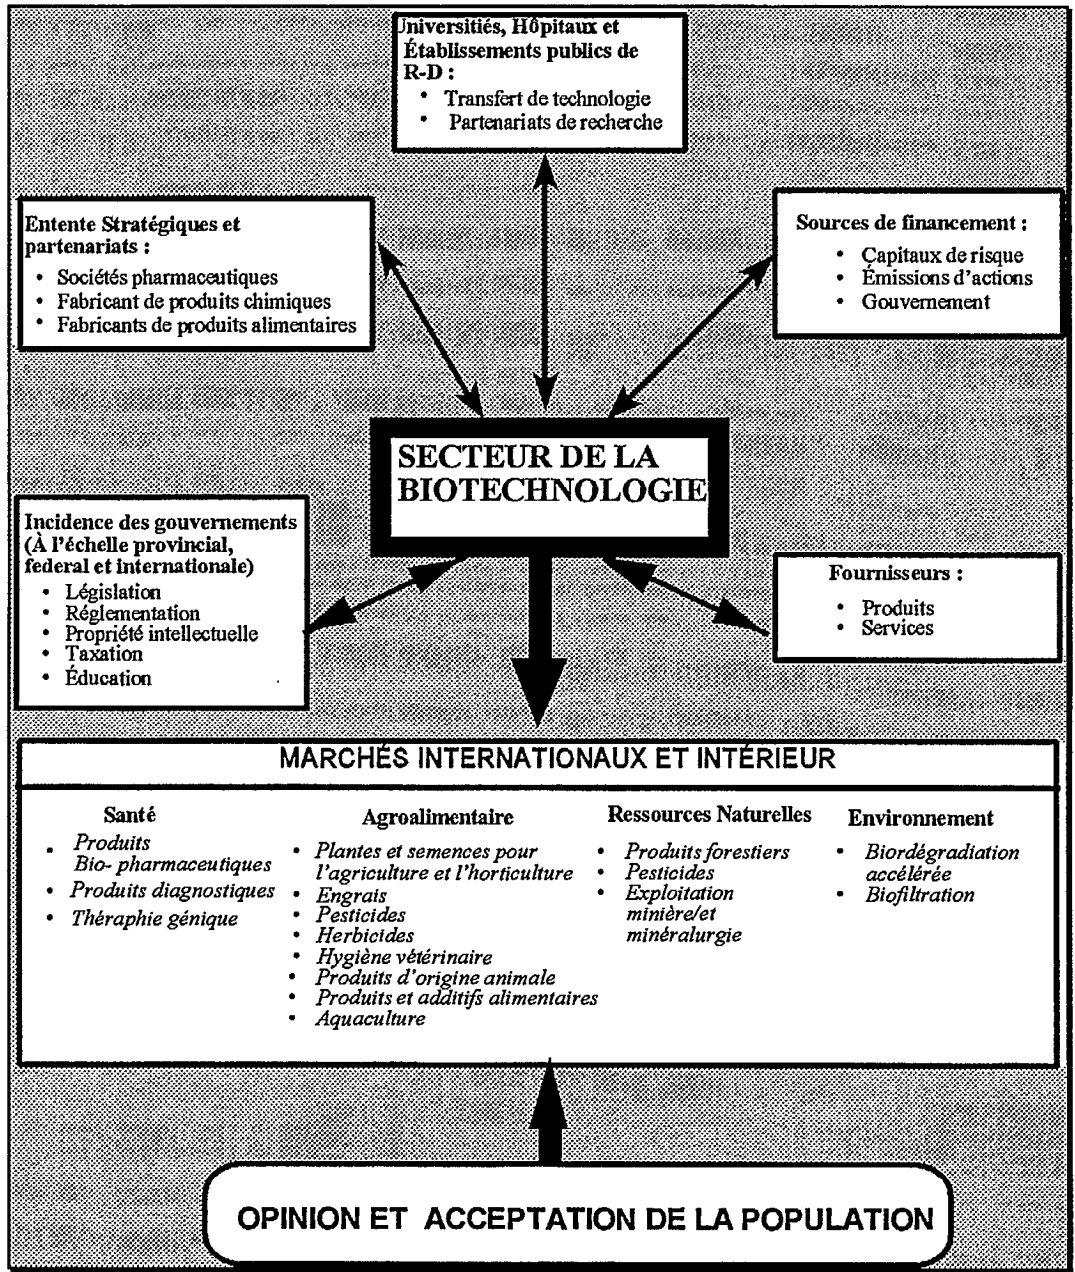 Universitiés, Hôpitaux et
Établissements publics de
R-D :
• Transfert de technologie
• Partenariats de recherche
Entente Stratégiques et
partenariats :
• Sociétés pharmaceutiques
• Fabricant de produits chimiques
• Fabricants de produits alimentaires
Sources de financement :
• Capitaux de risque
• Émissions d'actions
• Gouvernement
SECTEUR DE LA
BIOTECHNOLOGIE
Incidence des gouvernements
(À l'échelle provincial,
federal et internationale)
• Législation
• Réglementation
• Propriété intellectuelle
• Taxation
• Éducation
Fournisseurs :
• Produits
• Services
MARCHÉS INTERNATIONAUX ET INTÉRIEUR
Santé
• Produits
Bio- pharmaceutiques
• Produits diagnostiques
• Théraphie génique
Agroalimentaire
• Plantes et semences pour
l'agriculture et l'horticulture
• Engrais
• Pesticides
• Herbicides
• Hygiène vétérinaire
• Produits d'origine animale
• Produits et additifs alimentaires
• Aquaculture
Ressources Naturelles
• Produits forestiers
• Pesticides
• Exploitation
minière/et
minéralurgie
Environnement
• Biordégradiation
accélérée
• Biofiltration
OPINION ET ACCEPTATION DE LA POPULATION